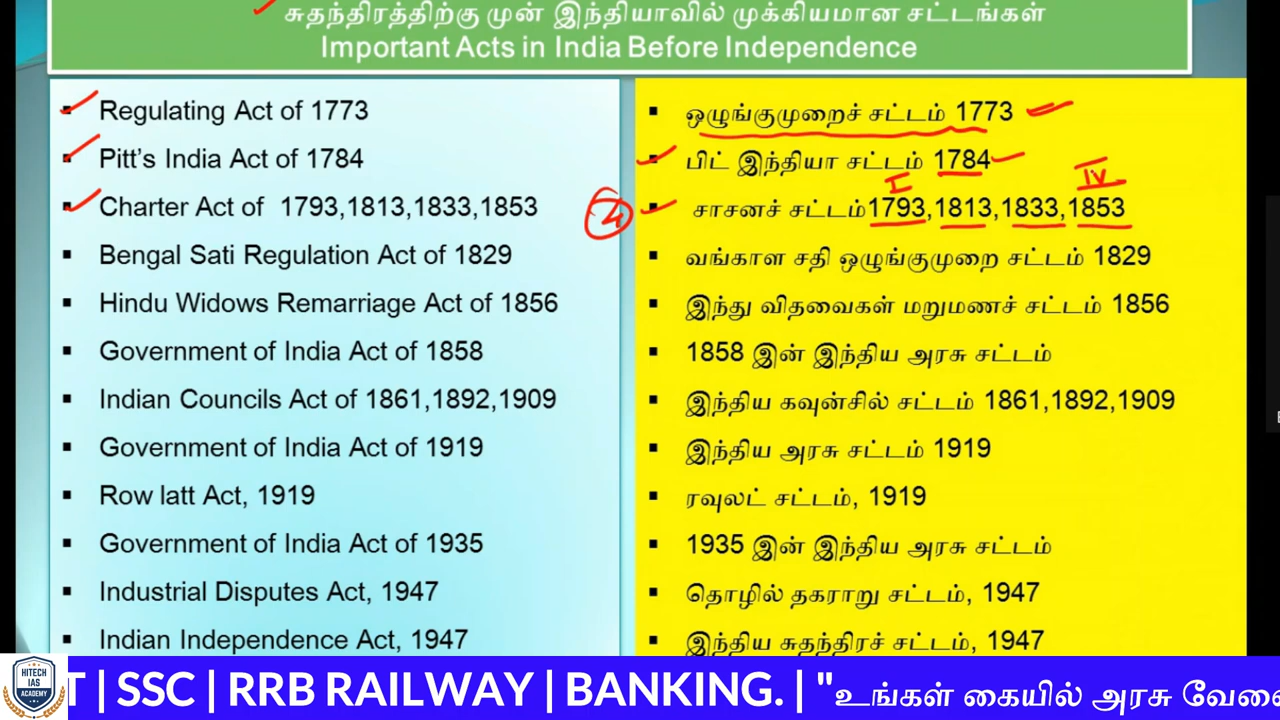 சுதந்திரத்திற்கு முன் இந்தியாவில் முக்கியமான சட்டங்கள்
Important Acts in India Before Independence
Regulating Act of 1773
Pitt's India Act of 1784
Charter Act of 1793,1813,1833,1853
Bengal Sati Regulation Act of 1829
Hindu Widows Remarriage Act of 1856
Government of India Act of 1858
Indian Councils Act of 1861,1892,1909
Government of India Act of 1919
Row latt Act, 1919
Government of India Act of 1935
Industrial Disputes Act, 1947
Indian Independence Act, 1947
ஒழுங்குமுறைச் சட்டம் 1773
பிட் இந்தியா சட்டம் 1784
I IV
4 சாசனச் சட்டம்1793,1813,1833,1853
வங்காள சதி ஒழுங்குமுறை சட்டம் 1829
இந்து விதவைகள் மறுமணச் சட்டம் 1856
1858 இன் இந்திய அரசு சட்டம்
இந்திய கவுன்சில் சட்டம் 1861,1892,1909
இந்திய அரசு சட்டம் 1919
ரவுலட் சட்டம், 1919
1935 இன் இந்திய அரசு சட்டம்
தொழில் தகராறு சட்டம், 1947
இந்திய சுதந்திரச் சட்டம், 1947
HITECH
IAS
ACADEMY
T | SSC | RRB RAILWAY | BANKING. | "உங்கள் கையில் அரசு